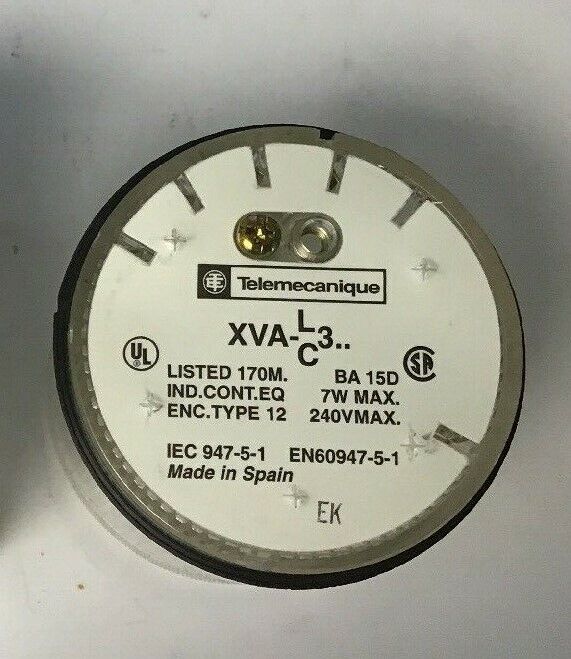 Telemecanique
XVA-L/C3..
UL
LISTED 170M. BA 15D
IND.CONT.EQ 7W MAX.
ENC.TYPE 12 240VMAX.
IEC 947-5-1 EN60947-5-1
Made in Spain
EK